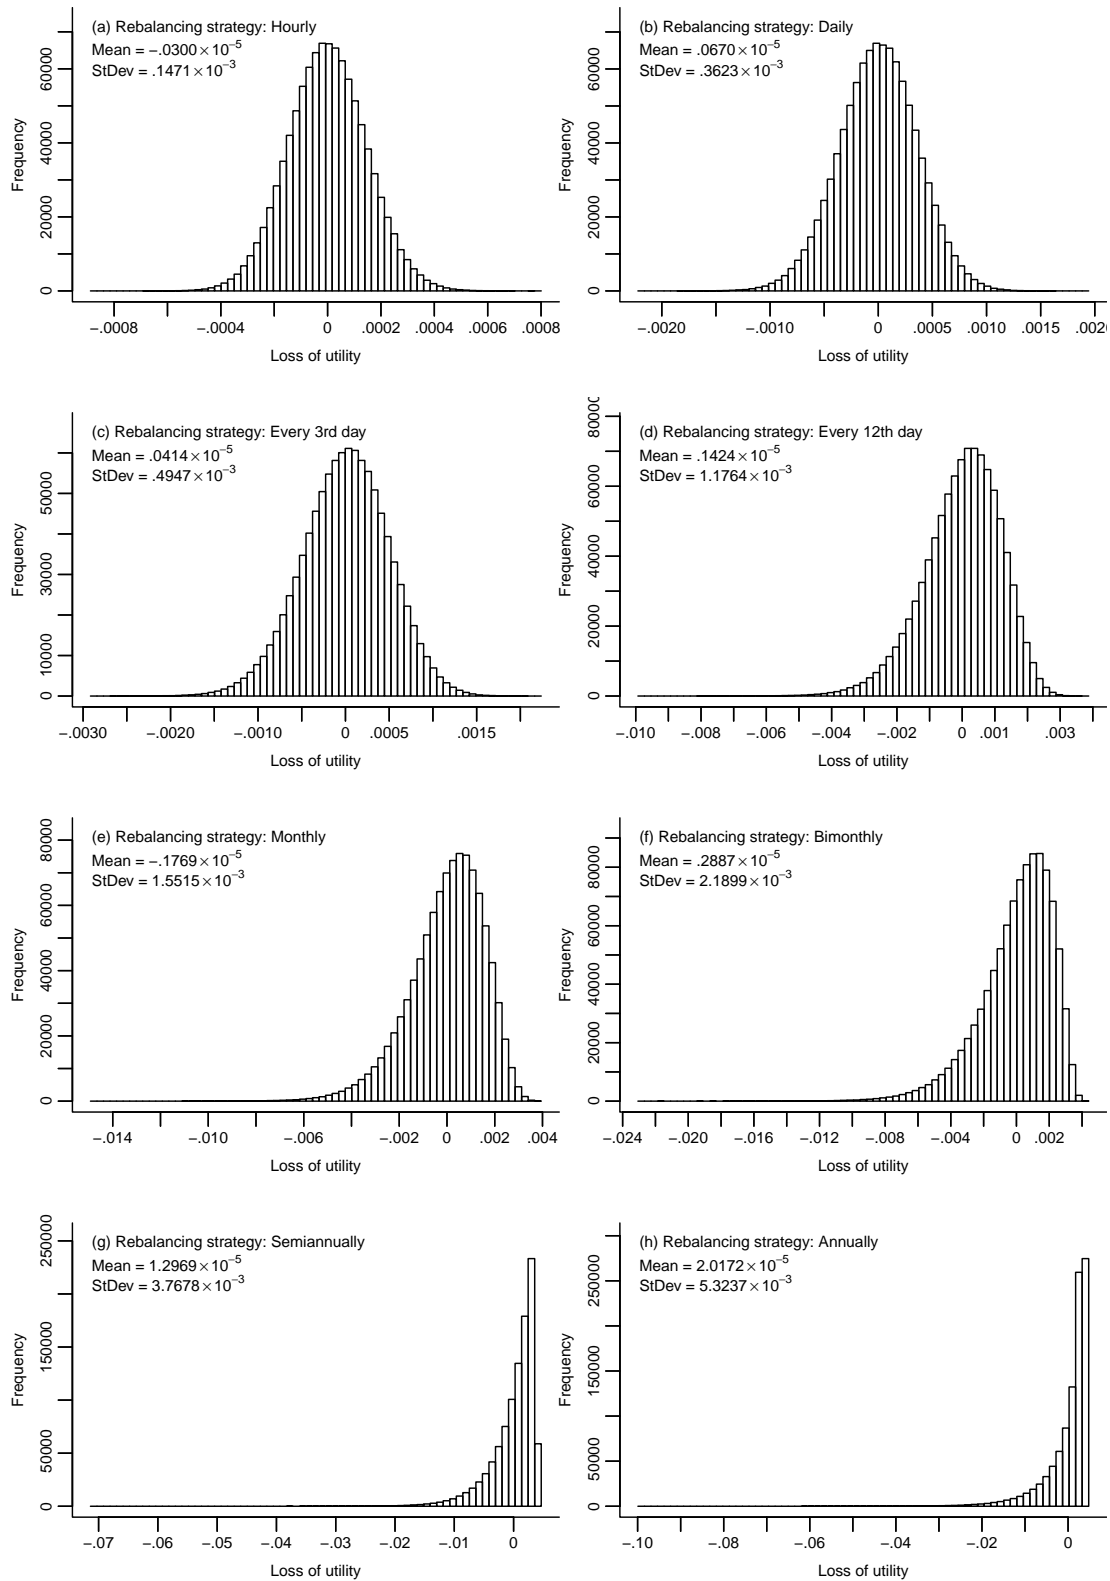 (a) Rebalancing strategy: Hourly
Mean = −.0300×10−5
StDev = .1471×10−3
Frequency
0
20000
40000
60000
−.0008
−.0004
0
.0002
.0004
.0006
.0008
Loss of utility
(b) Rebalancing strategy: Daily
Mean = .0670×10−5
StDev = .3623×10−3
Frequency
0
20000
40000
60000
−.0020
−.0010
0
.0005
.0010
.0015
Loss of utility
(c) Rebalancing strategy: Every 3rd day
Mean = .0414×10−5
StDev = .4947×10−3
Frequency
0
10000
30000
50000
−.0030
−.0020
−.0010
0
.0005
.0015
Loss of utility
(d) Rebalancing strategy: Every 12th day
Mean = .1424×10−5
StDev = 1.1764×10−3
Frequency
0
20000
40000
60000
80000
−.010
−.008
−.006
−.004
−.002
0
.001
.003
Loss of utility
(e) Rebalancing strategy: Monthly
Mean = −.1769×10−5
StDev = 1.5515×10−3
Frequency
0
20000
40000
60000
80000
−.014
−.010
−.006
−.002
0
.002
.004
Loss of utility
(f) Rebalancing strategy: Bimonthly
Mean = .2887×10−5
StDev = 2.1899×10−3
Frequency
0
20000
40000
60000
80000
−.024
−.020
−.016
−.012
−.008
−.004
0
.002
Loss of utility
(g) Rebalancing strategy: Semiannually
Mean = 1.2969×10−5
StDev = 3.7678×10−3
Frequency
0
50000
150000
250000
−.07
−.06
−.05
−.04
−.03
−.02
−.01
0
Loss of utility
(h) Rebalancing strategy: Annually
Mean = 2.0172×10−5
StDev = 5.3237×10−3
Frequency
0
50000
150000
250000
−.10
−.08
−.06
−.04
−.02
0
Loss of utility